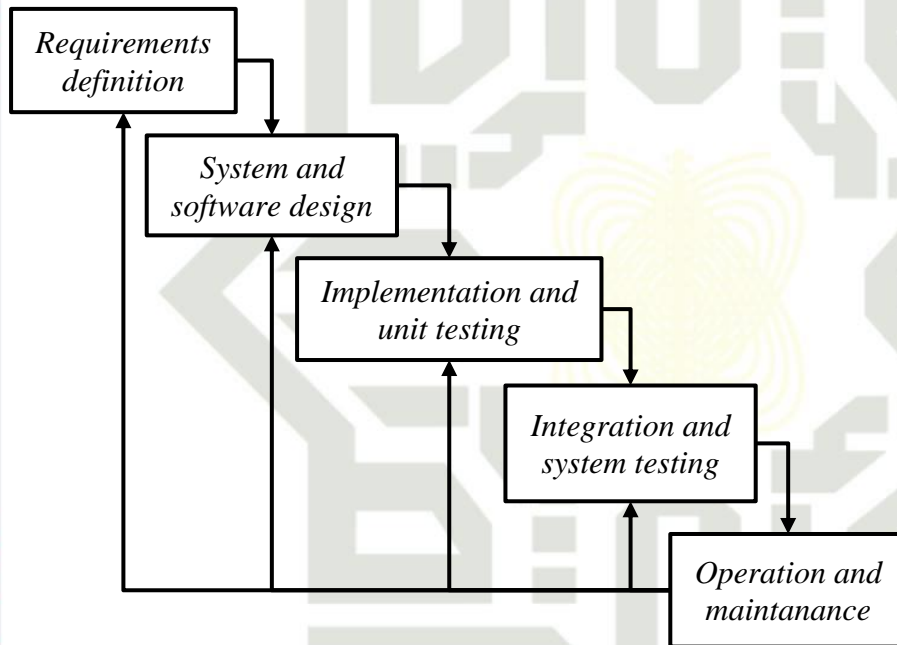 Requirements
definition
System and
software design
Implementation and
unit testing
Integration and
system testing
Operation and
maintanance